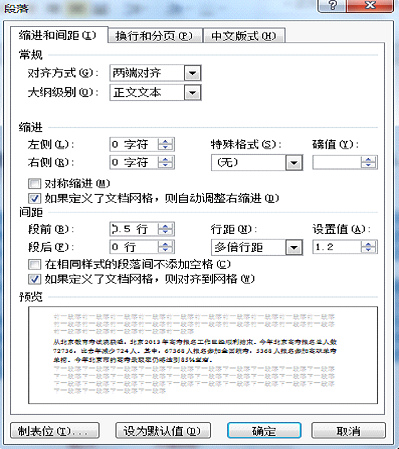 段落
缩进和间距(I) 换行和分页(P) 中文版式(H)
常规
对齐方式(G): 两端对齐
大纲级别(O): 正文文本
缩进
左侧(L): 0 字符 特殊格式(S): 磅值(Y):
右侧(R): 0 字符 (无)
对称缩进(M)
如果定义了文档网格，则自动调整右缩进(D)
间距
段前(B): 0.5 行 行距(N): 设置值(A):
段后(F): 0 行 多倍行距 1.2
在相同样式的段落间不添加空格(C)
如果定义了文档网格，则对齐到网格(W)
预览
制表位(T)... 设为默认值(D) 确定 取消